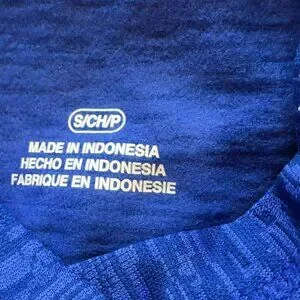 S/CH/P
MADE IN INDONESIA
HECHO EN INDONESIA
FABRIQUE EN INDONESIE